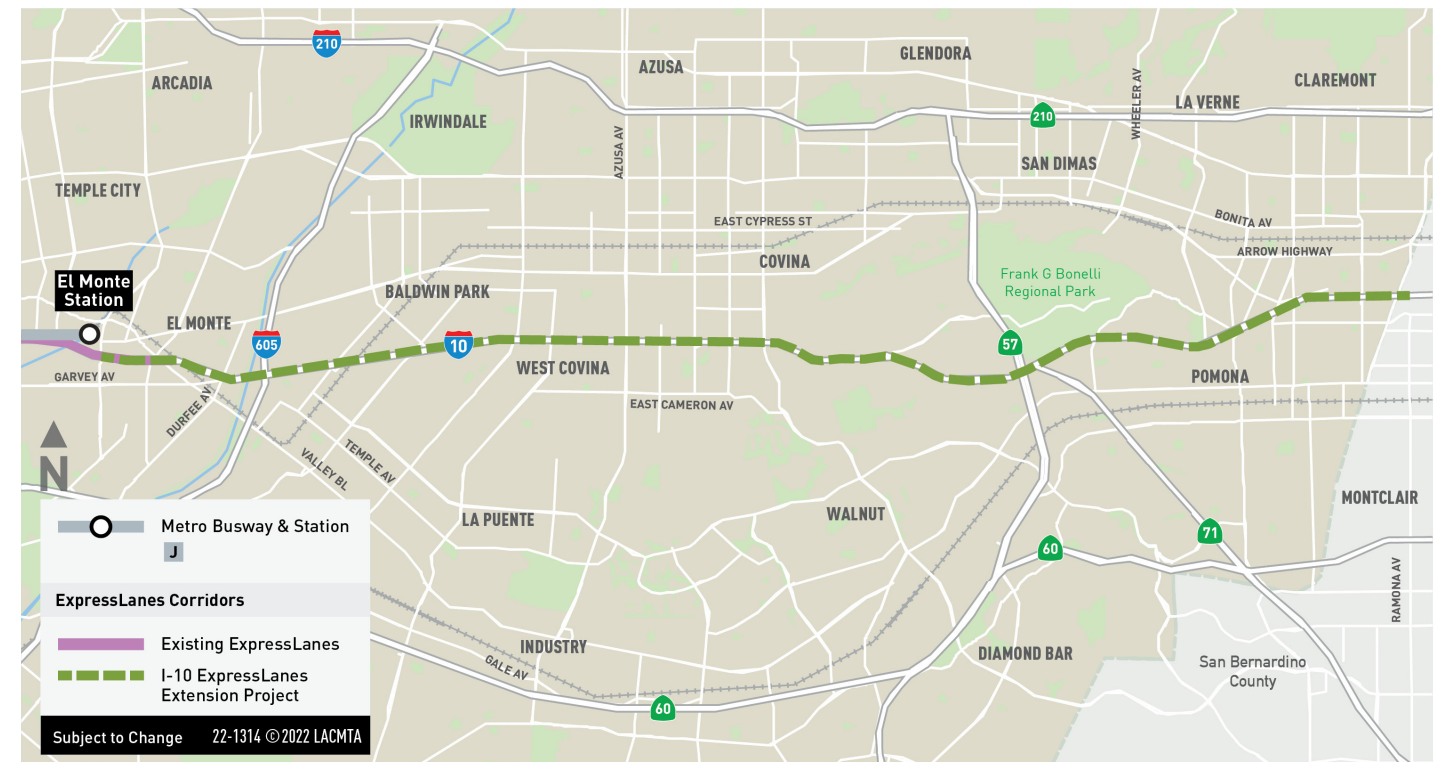 210
ARCADIA
IRWINDALE
AZUSA
GLENDORA
CLAREMONT
LA VERNE
WHEELER AV
210
AZUSA AV
SAN DIMAS
TEMPLE CITY
EAST CYPRESS ST
BONITA AV
ARROW HIGHWAY
COVINA
Frank G Bonelli
Regional Park
El Monte
Station
BALDWIN PARK
EL MONTE
605
10
57
GARVEY AV
WEST COVINA
POMONA
DURFEE AV
EAST CAMERON AV
N
TEMPLE AV
VALLEY BL
LA PUENTE
WALNUT
MONTCLAIR
71
60
RAMONA AV
INDUSTRY
GALE AV
DIAMOND BAR
San Bernardino
County
60
Metro Busway & Station
J
ExpressLanes Corridors
Existing ExpressLanes
I-10 ExpressLanes
Extension Project
Subject to Change 22-1314 ©2022 LACMTA